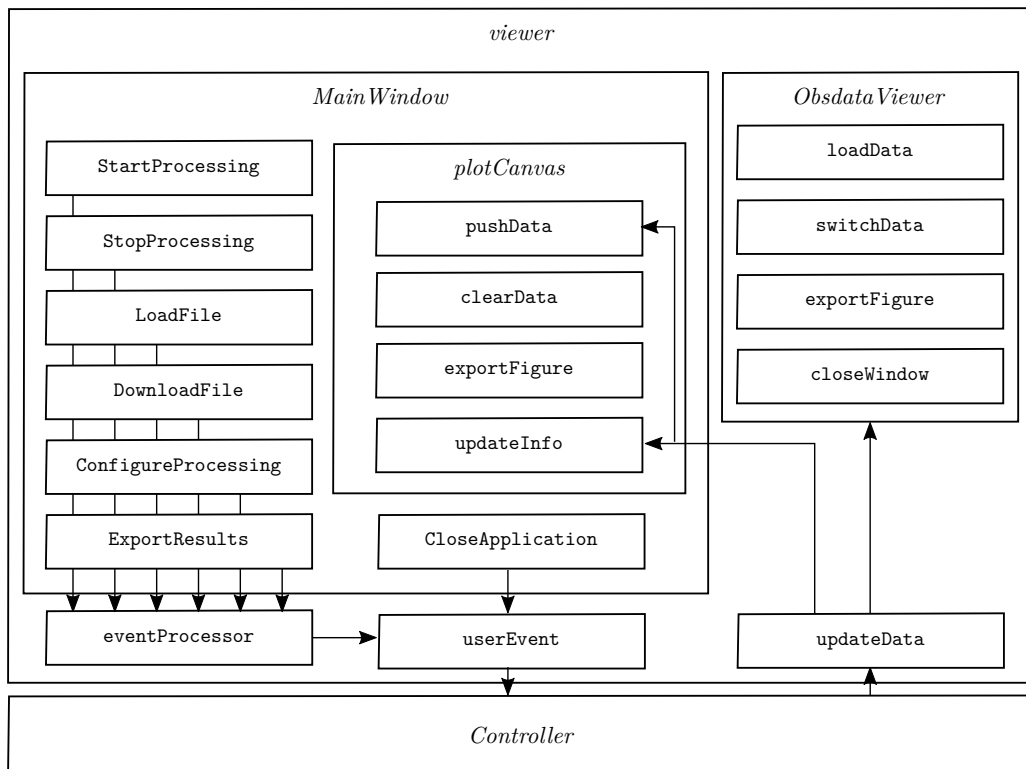 viewer
MainWindow
StartProcessing
StopProcessing
LoadFile
DownloadFile
ConfigureProcessing
ExportResults
plotCanvas
pushData
clearData
exportFigure
updateInfo
CloseApplication
ObsdataViewer
loadData
switchData
exportFigure
closeWindow
eventProcessor
userEvent
updateData
Controller